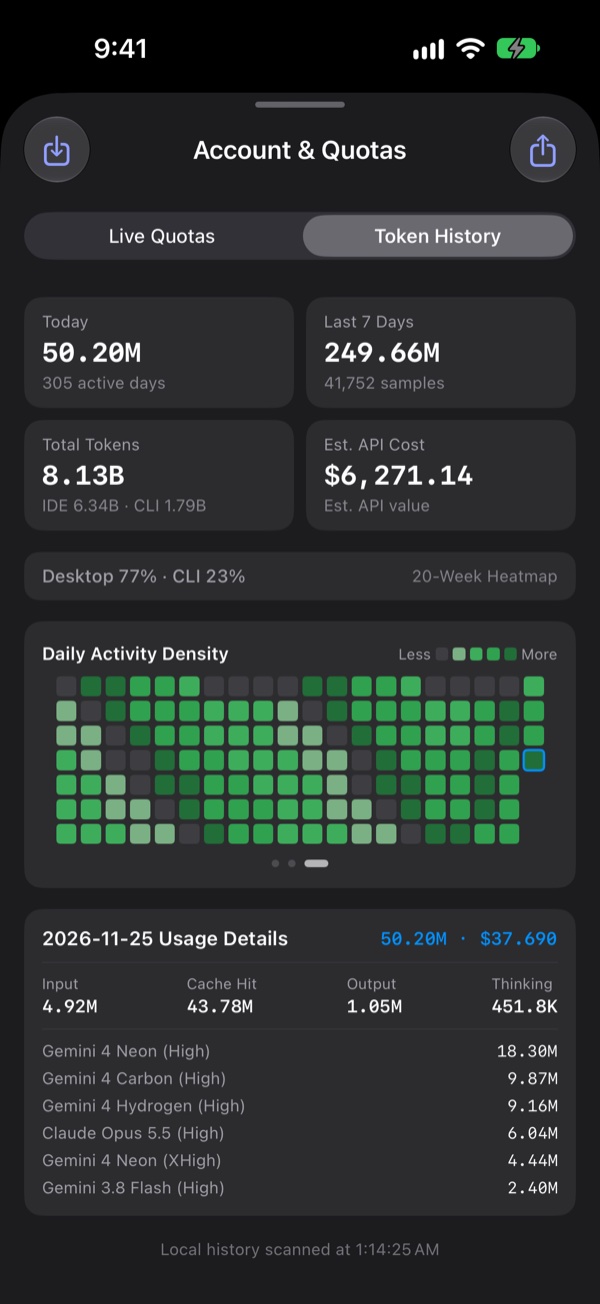 9:41
Account & Quotas
Live Quotas
Token History
Today
50.20M
305 active days
Last 7 Days
249.66M
41,752 samples
Total Tokens
8.13B
IDE 6.34B · CLI 1.79B
Est. API Cost
$6,271.14
Est. API value
Desktop 77% · CLI 23%
20-Week Heatmap
Daily Activity Density
Less
More
2026-11-25 Usage Details
50.20M · $37.690
Input
4.92M
Cache Hit
43.78M
Output
1.05M
Thinking
451.8K
Gemini 4 Neon (High)
18.30M
Gemini 4 Carbon (High)
9.87M
Gemini 4 Hydrogen (High)
9.16M
Claude Opus 5.5 (High)
6.04M
Gemini 4 Neon (XHigh)
4.44M
Gemini 3.8 Flash (High)
2.40M
Local history scanned at 1:14:25 AM